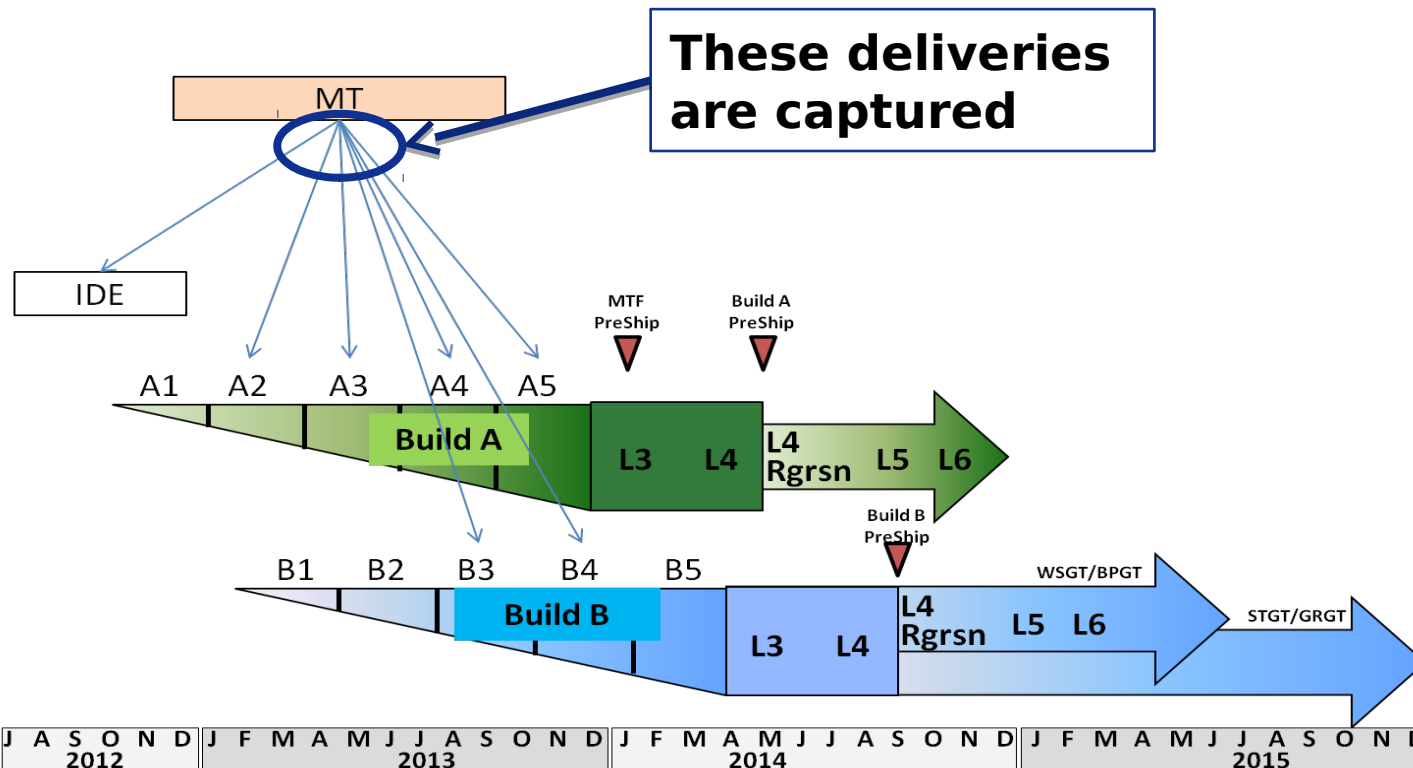 These deliveries
are captured
MT
IDE
MTF
PreShip
Build A
PreShip
A1 A2 A3 A4 A5
Build A
L3 L4
L4
Rgrsn
L5 L6
Build B
PreShip
B1 B2 B3 B4 B5
Build B
L3 L4
L4
Rgrsn
L5 L6
WSGT/BPGT
STGT/GRGT
J A S O N D J F M A M J J A S O N D J F M A M J J A S O N D J F M A M J J A S O N D
2012 2013 2014 2015